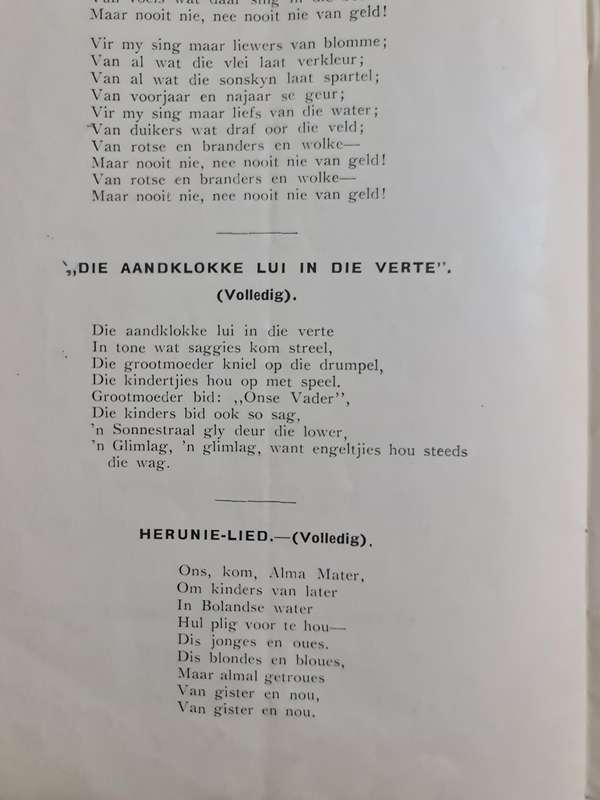 Maar nooit nie, nee nooit nie van geld!
Vir my sing maar liewers van blomme;
Van al wat die vlei laat verkleur;
Van al wat die sonskyn laat spartel;
Van voorjaar en najaar se geur;
Vir my sing maar liefs van die water;
Van duikers wat draf oor die veld;
Van rotse en branders en wolke—
Maar nooit nie, nee nooit nie van geld!
Van rotse en branders en wolke—
Maar nooit nie, nee nooit nie van geld!
„DIE AANDKLOKKE LUI IN DIE VERTE”.
(Volledig).
Die aandklokke lui in die verte
In tone wat saggies kom streel,
Die grootmoeder kniel op die drumpel,
Die kindertjies hou op met speel.
Grootmoeder bid: ,,Onse Vader”,
Die kinders bid ook so sag,
'n Sonnestraal gly deur die lower,
'n Glimlag, 'n glimlag, want engeltjies hou steeds
die wag.
HERUNIE-LIED.—(Volledig).
Ons, kom, Alma Mater,
Om kinders van later
In Bolandse water
Hul plig voor te hou—
Dis jonges en oues.
Dis blondes en bloues,
Maar almal getroues
Van gister en nou,
Van gister en nou.